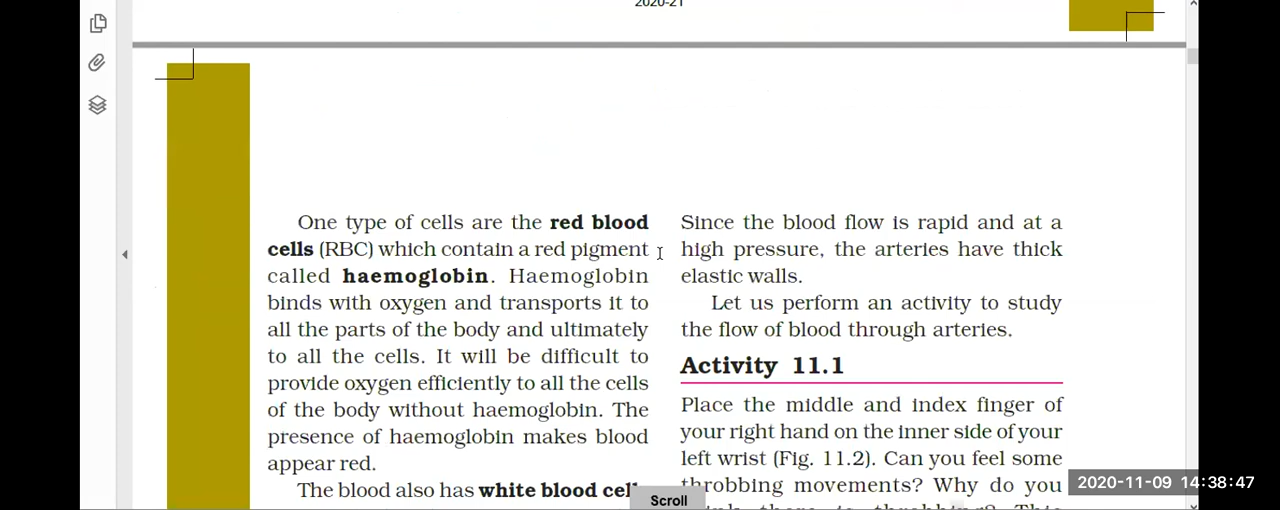 2020-21
One type of cells are the red blood
cells (RBC) which contain a red pigment
called haemoglobin. Haemoglobin
binds with oxygen and transports it to
all the parts of the body and ultimately
to all the cells. It will be difficult to
provide oxygen efficiently to all the cells
of the body without haemoglobin. The
presence of haemoglobin makes blood
appear red.
The blood also has white blood
Since the blood flow is rapid and at a
high pressure, the arteries have thick
elastic walls.
Let us perform an activity to study
the flow of blood through arteries.
Activity 11.1
Place the middle and index finger of
your right hand on the inner side of your
left wrist (Fig. 11.2). Can you feel some
throbbing movements? Why do you
Scroll
2020-11-09 14:38:47